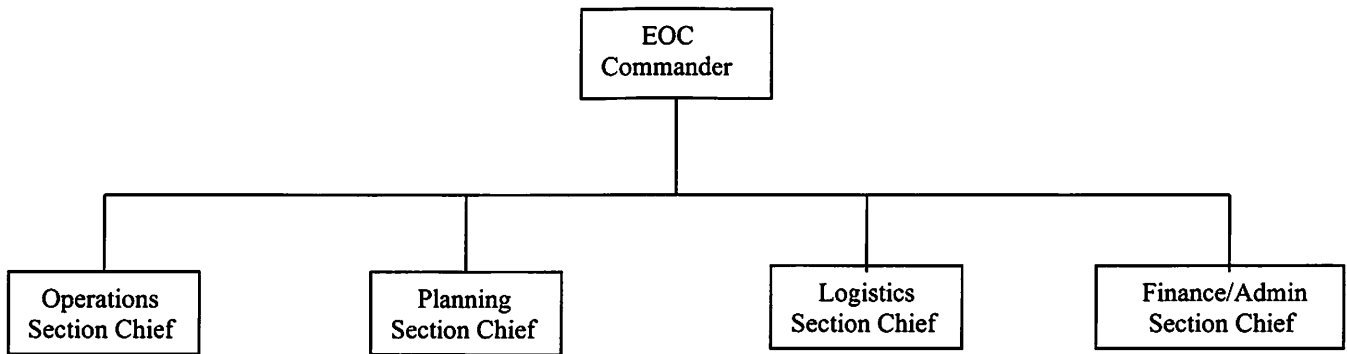 EOC
Commander
Operations
Section Chief
Planning
Section Chief
Logistics
Section Chief
Finance/Admin
Section Chief